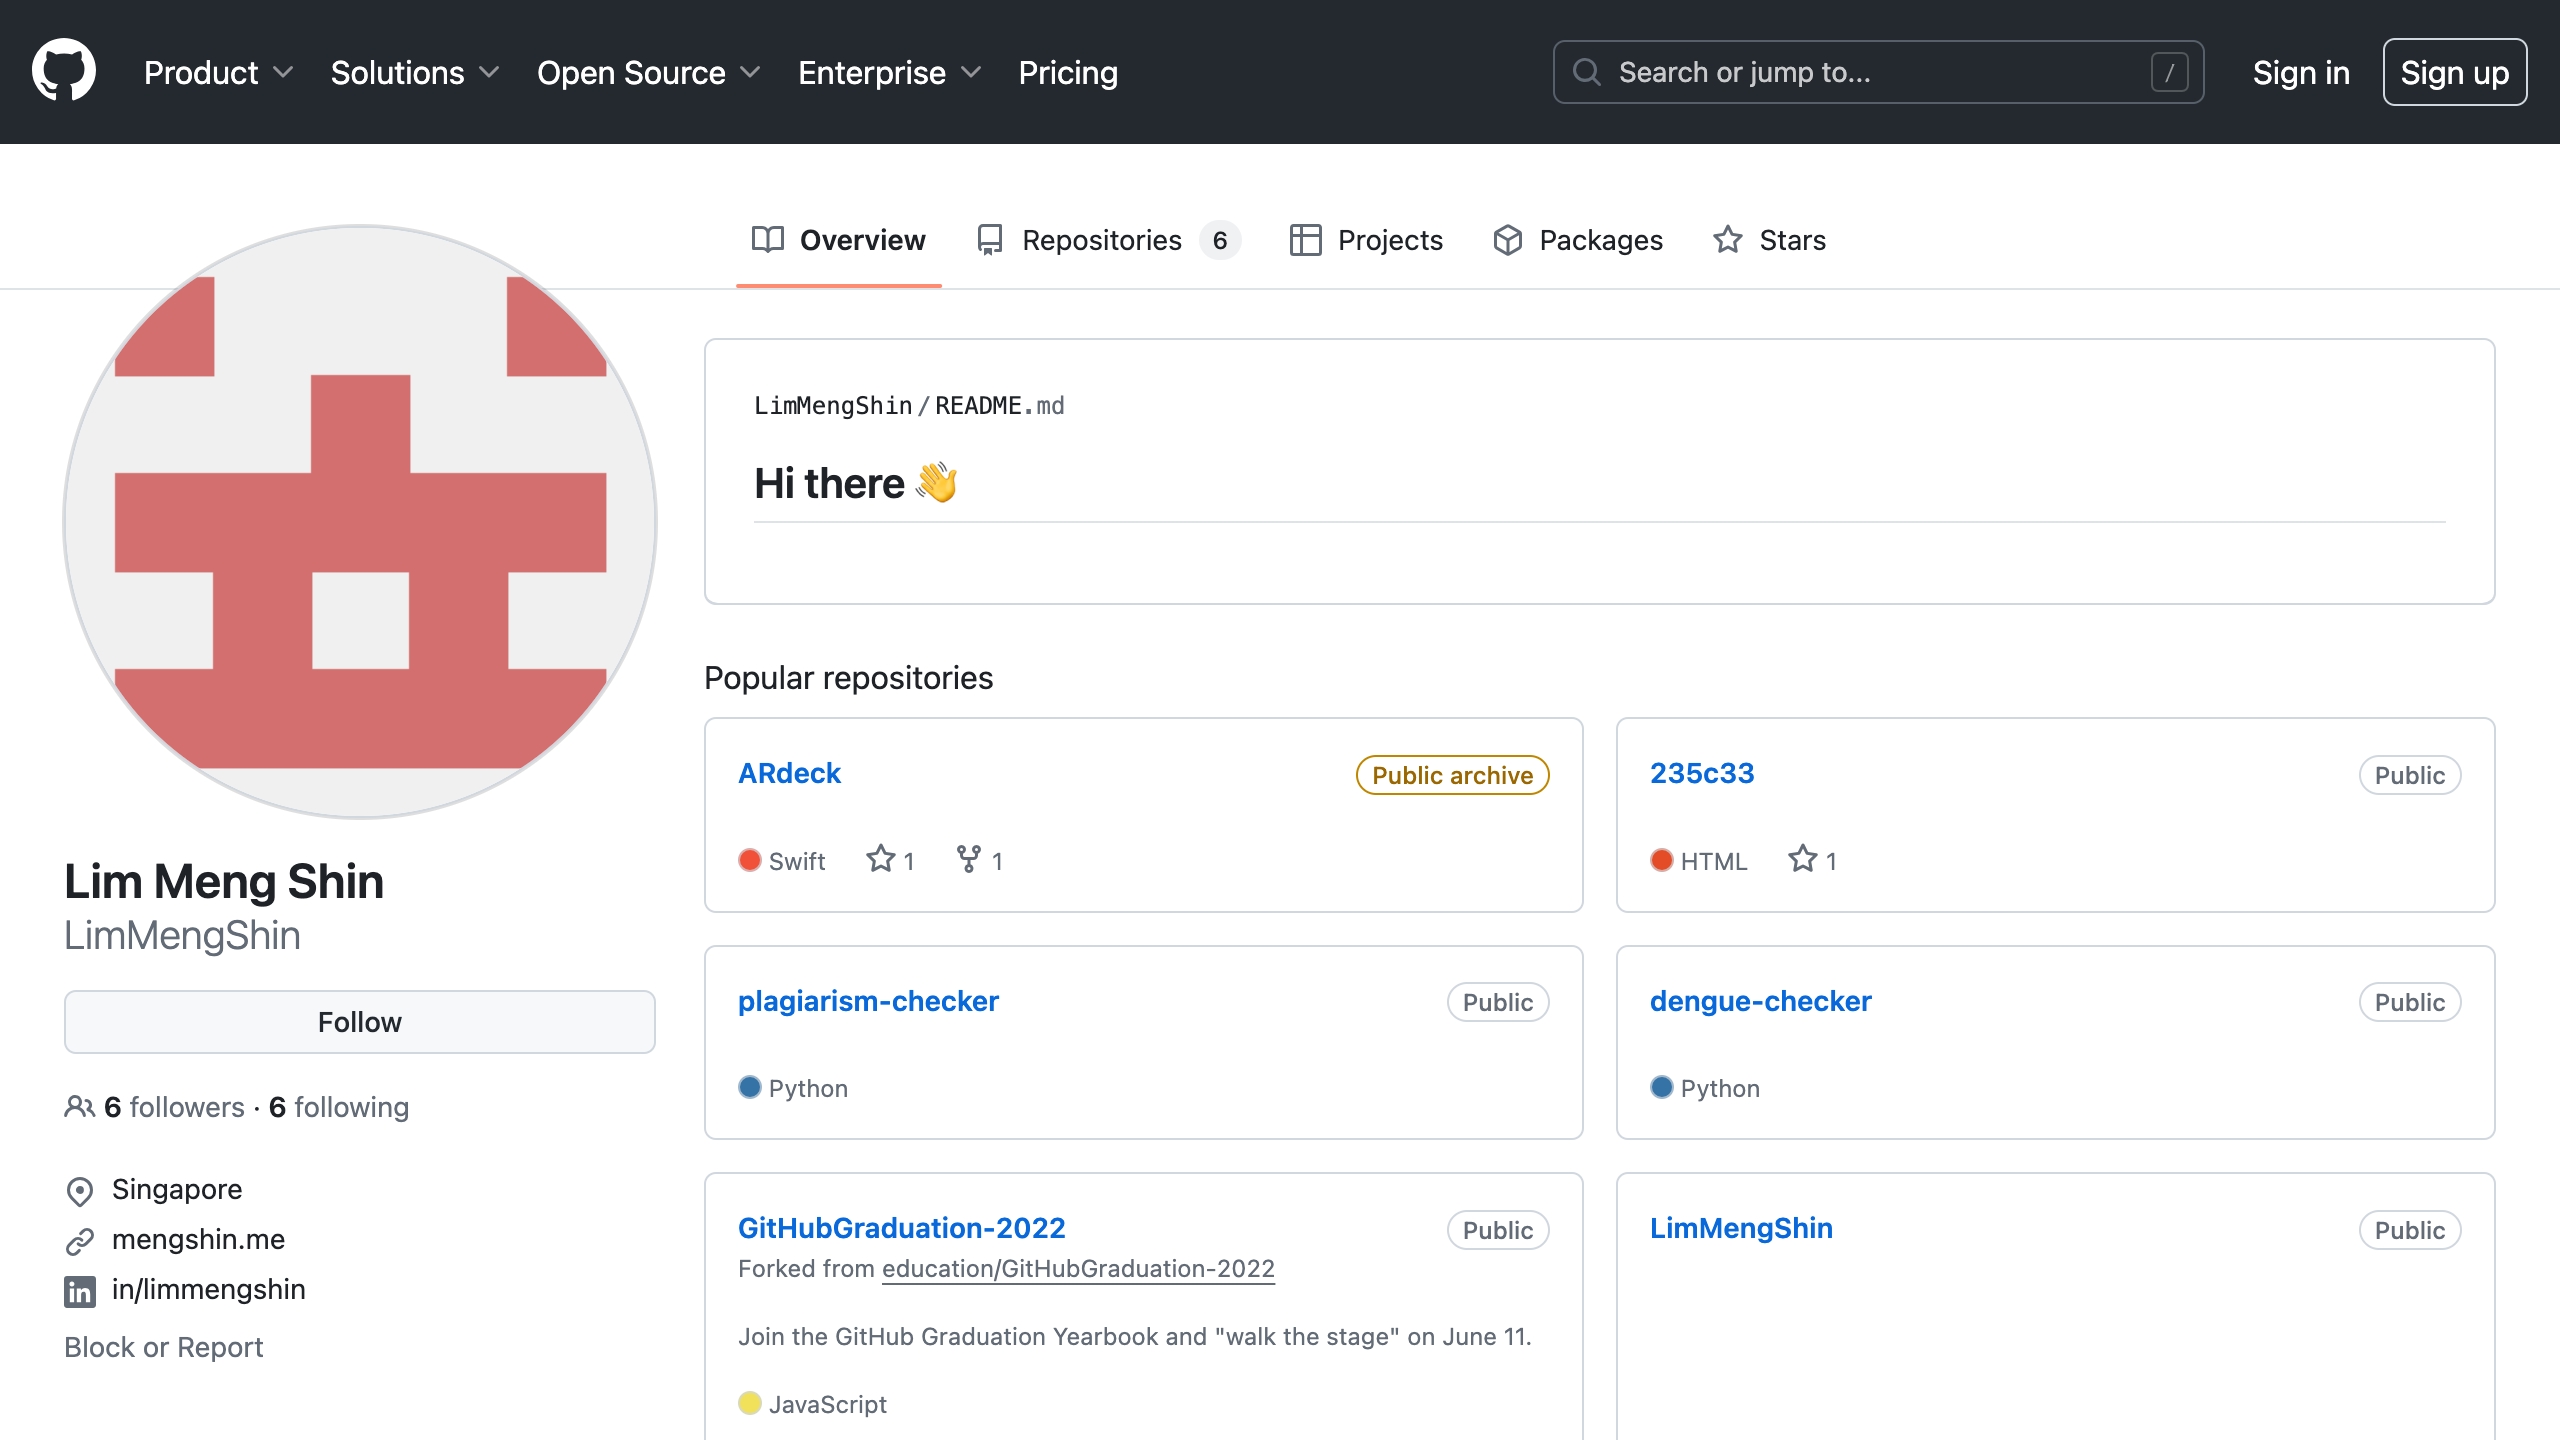 Product Solutions Open Source Enterprise Pricing Search or jump to... / Sign in Sign up
Overview Repositories 6 Projects Packages Stars
LimMengShin/README.md
Hi there 👋
Popular repositories
ARdeck Public archive
Swift 1 1
235c33 Public
HTML 1
plagiarism-checker Public
Python
dengue-checker Public
Python
GitHubGraduation-2022 Public
Forked from education/GitHubGraduation-2022
Join the GitHub Graduation Yearbook and "walk the stage" on June 11.
JavaScript
LimMengShin Public
Lim Meng Shin
LimMengShin
Follow
6 followers · 6 following
Singapore
mengshin.me
in/limmengshin
Block or Report